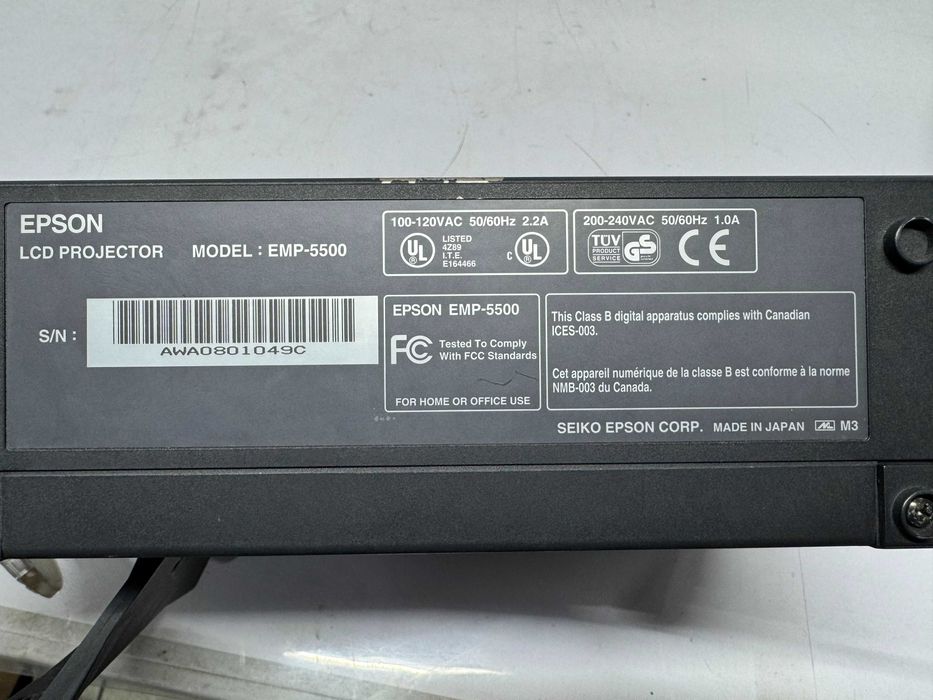 EPSON
LCD PROJECTOR MODEL : EMP-5500
S/N :
AWA0801049C
100-120VAC 50/60Hz 2.2A
UL
LISTED
4Z89
I.T.E.
E164466
C UL
200-240VAC 50/60Hz 1.0A
TÜV
PRODUCT
SERVICE
GS
CE
EPSON EMP-5500
FC
Tested To Comply
With FCC Standards
FOR HOME OR OFFICE USE
This Class B digital apparatus complies with Canadian
ICES-003.
Cet appareil numérique de la classe B est conforme à la norme
NMB-003 du Canada.
SEIKO EPSON CORP. MADE IN JAPAN M3